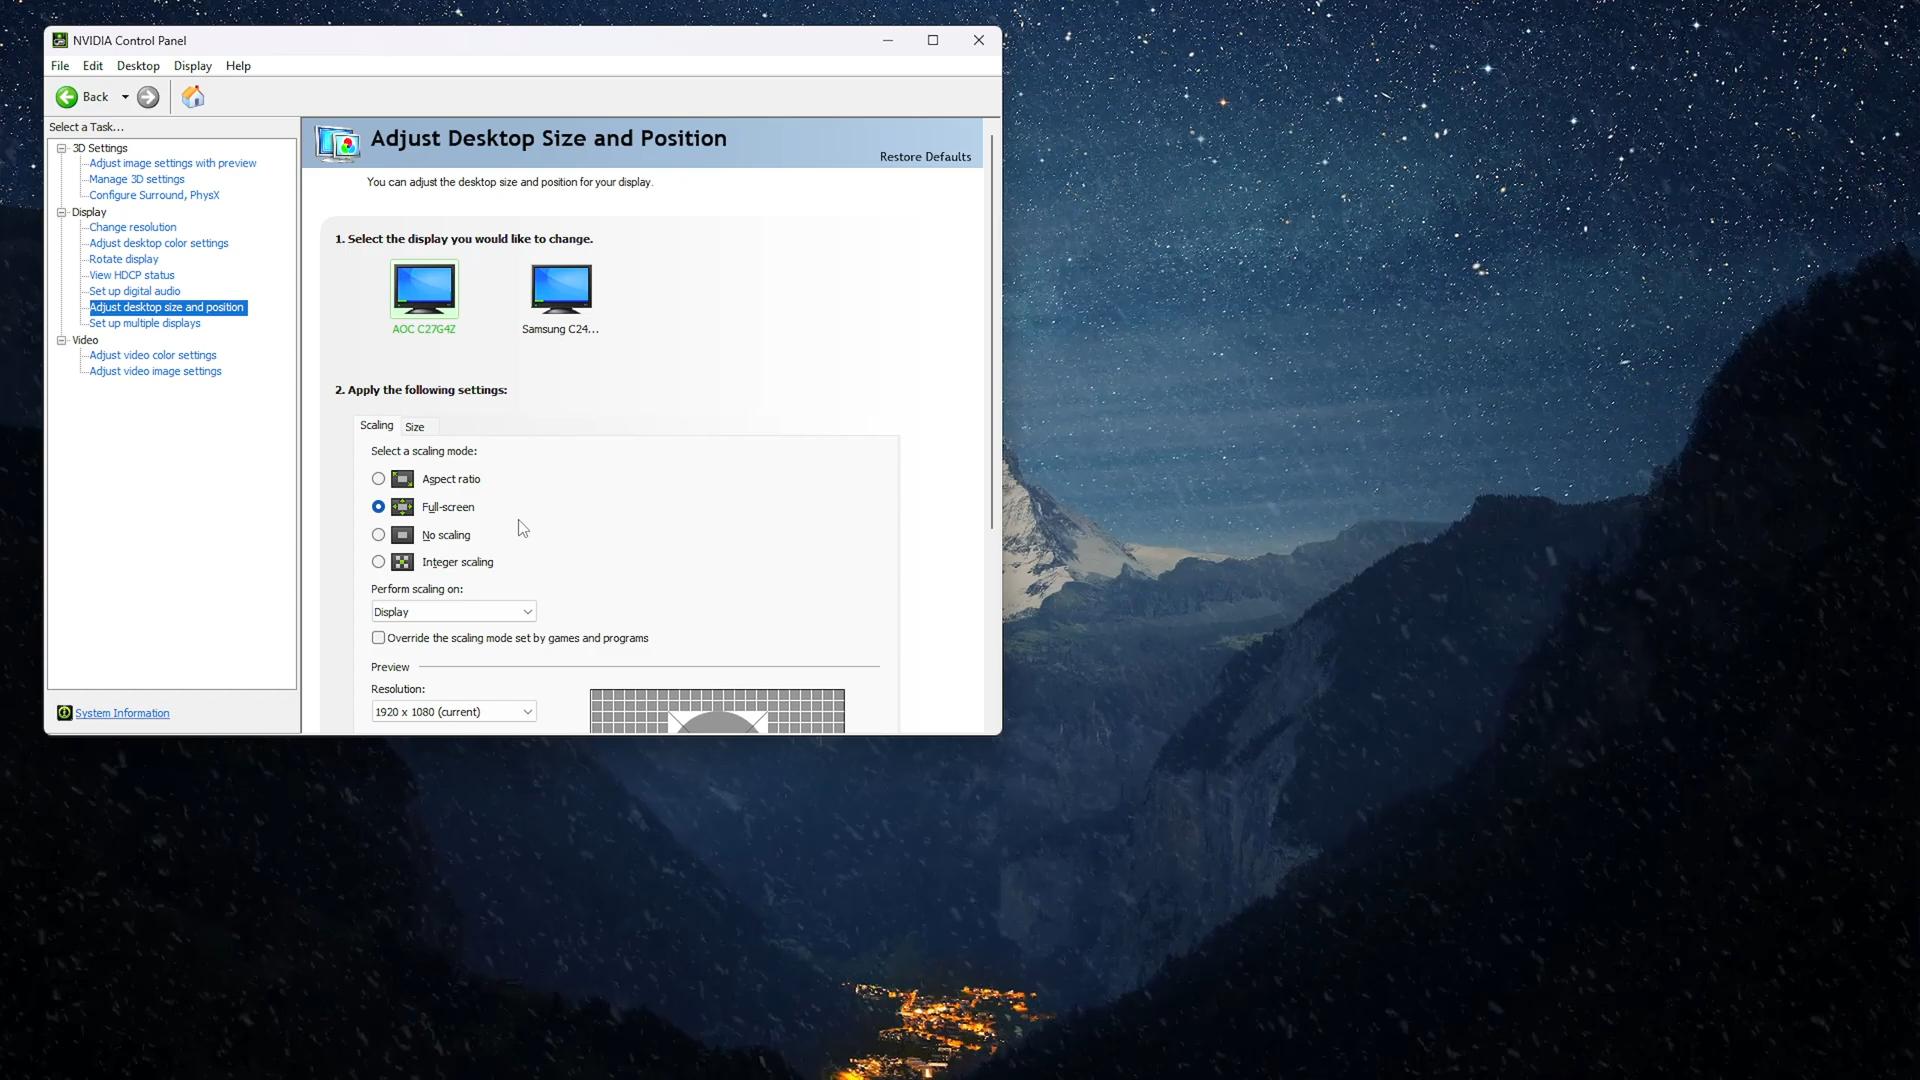 NVIDIA Control Panel
File Edit Desktop Display Help
Back
Select a Task...
3D Settings
Adjust image settings with preview
Manage 3D settings
Configure Surround, PhysX
Display
Change resolution
Adjust desktop color settings
Rotate display
View HDCP status
Set up digital audio
Adjust desktop size and position
Set up multiple displays
Video
Adjust video color settings
Adjust video image settings
System Information
Adjust Desktop Size and Position
Restore Defaults
You can adjust the desktop size and position for your display.
1. Select the display you would like to change.
AOC C27G4Z
Samsung C24...
2. Apply the following settings:
Scaling
Size
Select a scaling mode:
Aspect ratio
Full-screen
No scaling
Integer scaling
Perform scaling on:
Display
Override the scaling mode set by games and programs
Preview
Resolution:
1920 x 1080 (current)